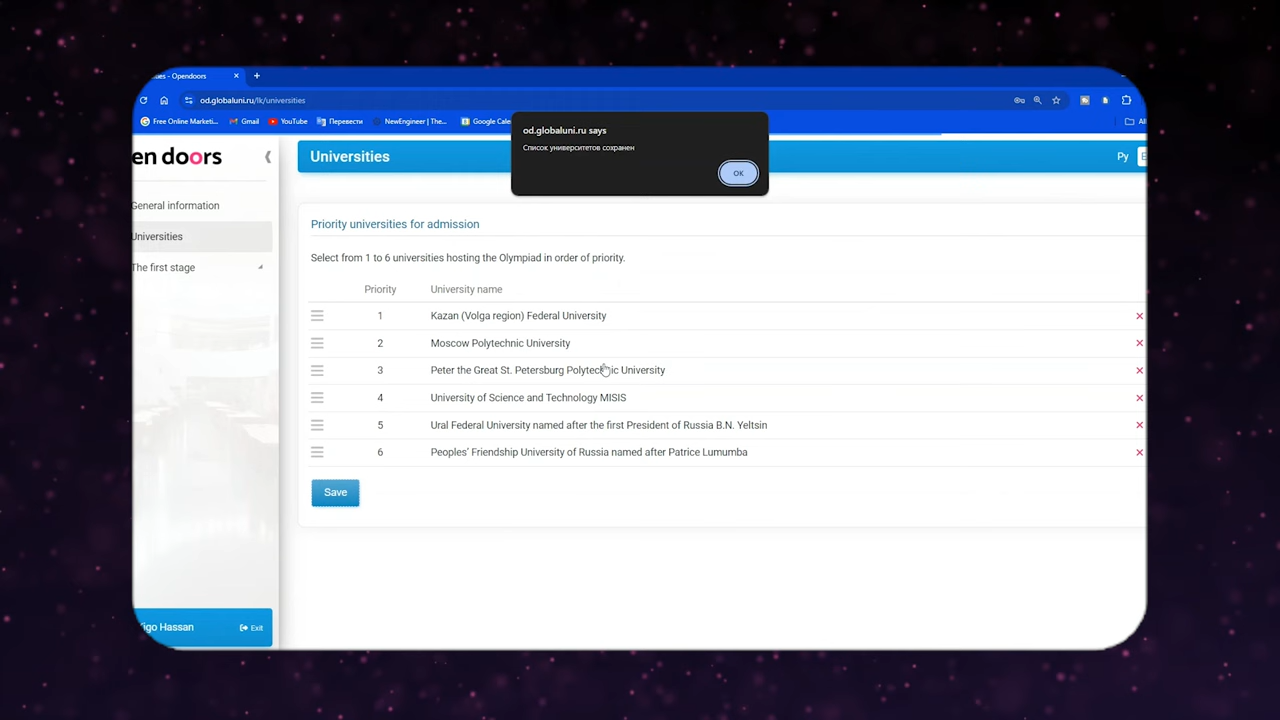 ties - Opendoors
od.globaluni.ru/lk/universities
Free Online Marketi...
Gmail
YouTube
Перевести
NewEngineer | The...
Google Cale
All
od.globaluni.ru says
Список университетов сохранен
OK
en doors
Universities
Ру
General information
Universities
The first stage
Priority universities for admission
Select from 1 to 6 universities hosting the Olympiad in order of priority.
Priority University name
1 Kazan (Volga region) Federal University
2 Moscow Polytechnic University
3 Peter the Great St. Petersburg Polytechnic University
4 University of Science and Technology MISIS
5 Ural Federal University named after the first President of Russia B.N. Yeltsin
6 Peoples' Friendship University of Russia named after Patrice Lumumba
Save
igo Hassan
Exit